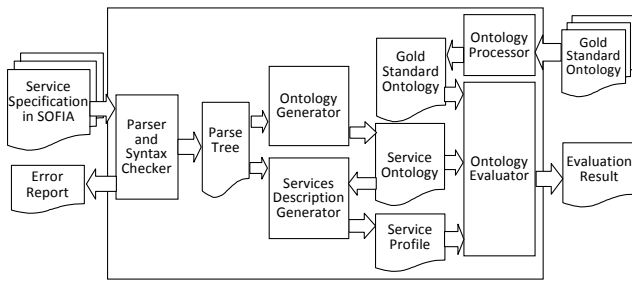 Service
Specification
in SOFIA
Error
Report
Parser
and
Syntax
Checker
Parse
Tree
Ontology
Generator
Services
Description
Generator
Gold
Standard
Ontology
Service
Ontology
Service
Profile
Ontology
Processor
Ontology
Evaluator
Gold
Standard
Ontology
Evaluation
Result